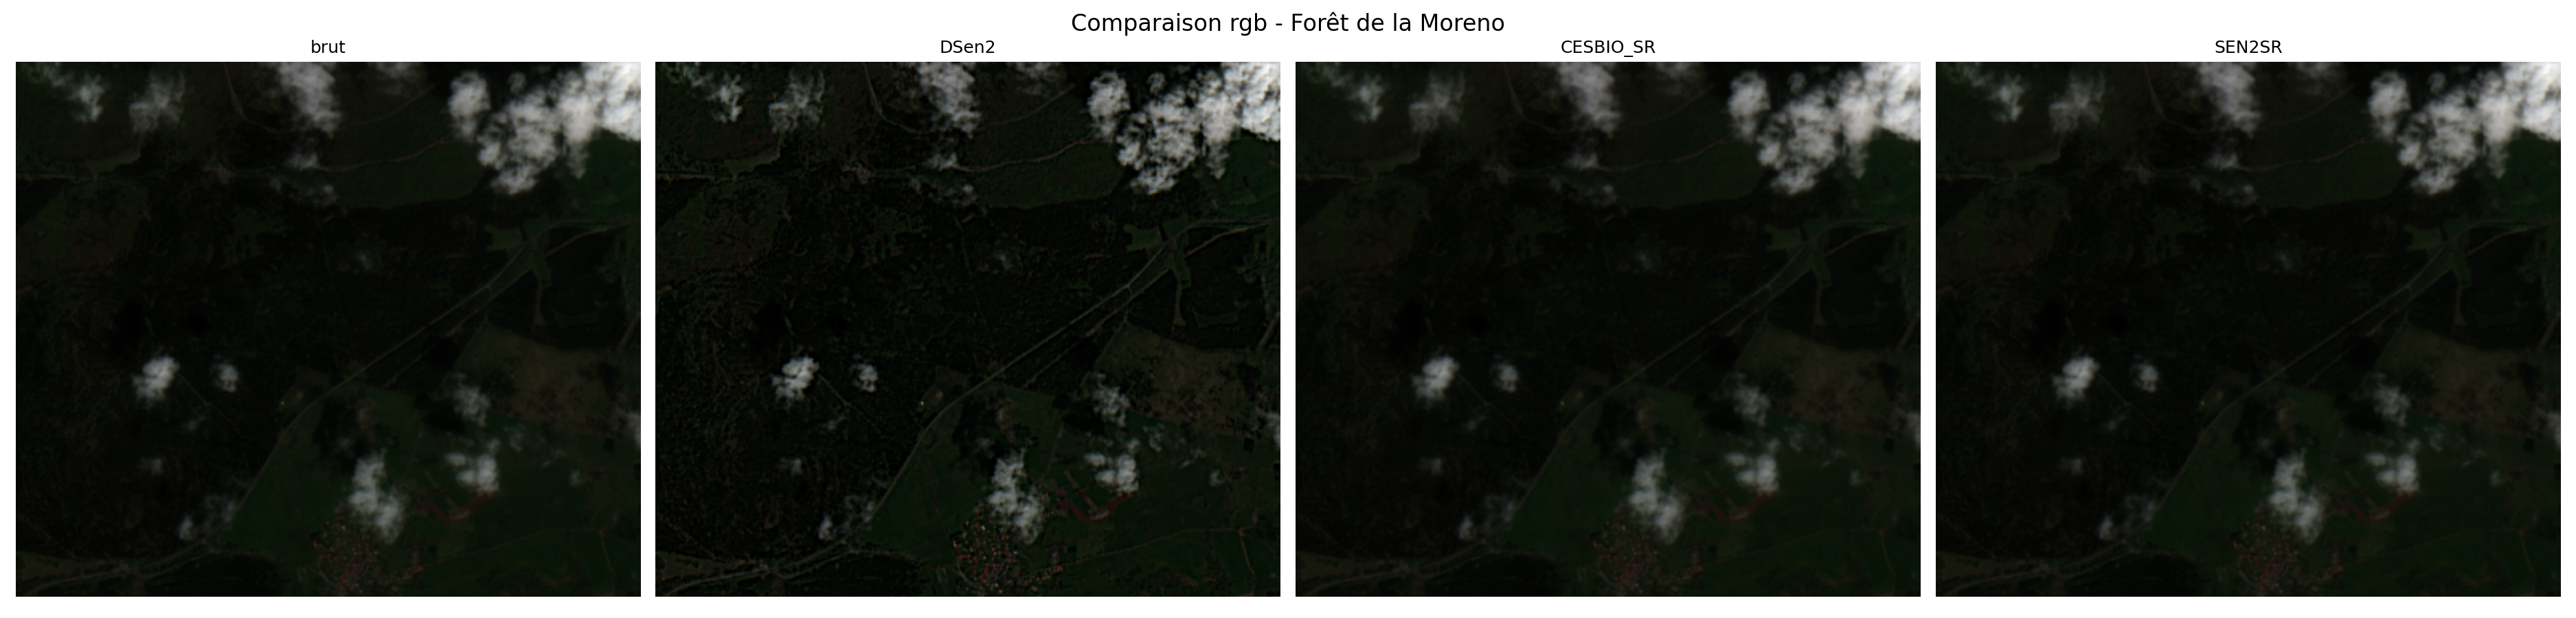 Comparaison rgb - Forêt de la Moreno
brut
DSen2
CESBIO_SR
SEN2SR